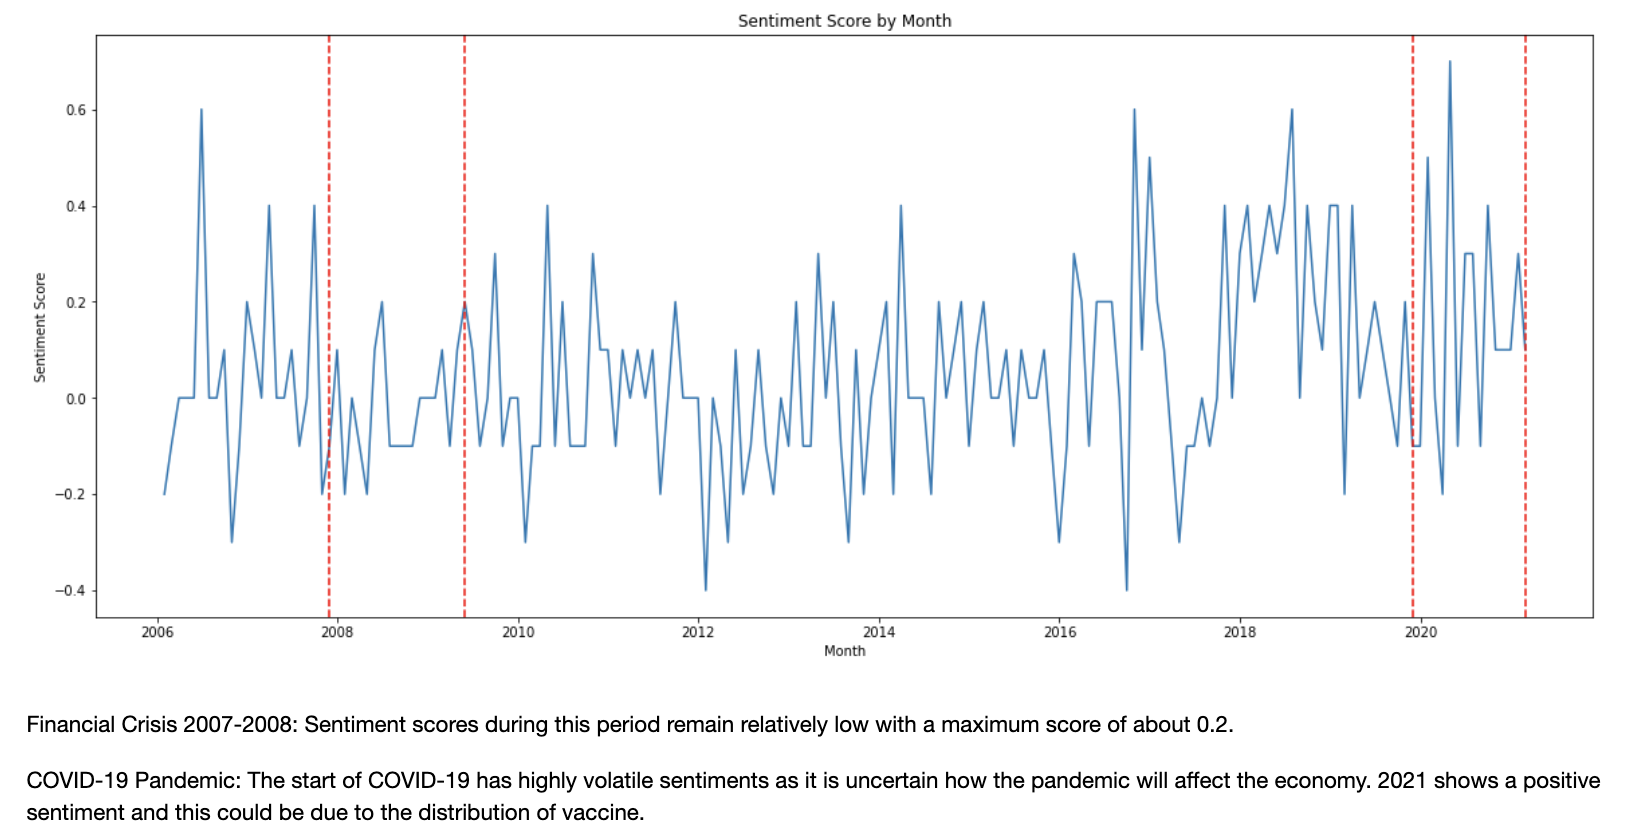 Sentiment Score by Month
Sentiment Score
0.6
0.4
0.2
0.0
−0.2
−0.4
2006 2008 2010 2012 2014 2016 2018 2020
Month
Financial Crisis 2007-2008: Sentiment scores during this period remain relatively low with a maximum score of about 0.2.
COVID-19 Pandemic: The start of COVID-19 has highly volatile sentiments as it is uncertain how the pandemic will affect the economy. 2021 shows a positive
sentiment and this could be due to the distribution of vaccine.